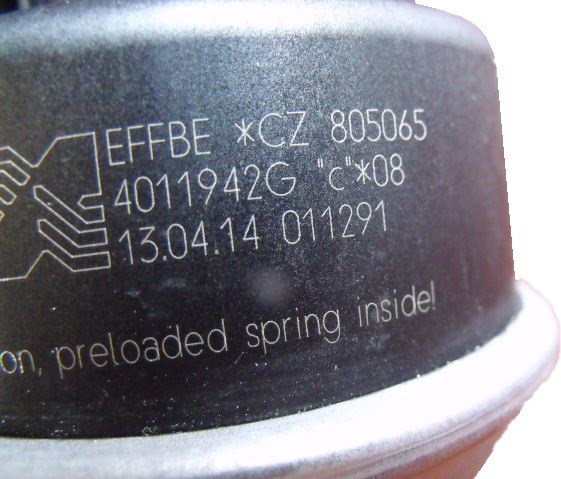 EFFBE *CZ 805065
4011942G "c"*08
13.04.14 011291
on, preloaded spring inside!